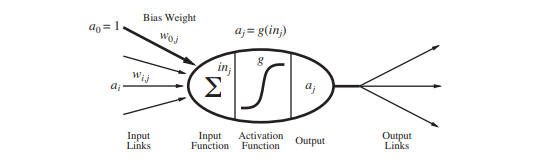 Bias Weight
a₀ = 1
w₀,ⱼ
aⱼ = g(inⱼ)
wᵢ,ⱼ
inⱼ
g
aᵢ
Σ
aⱼ
Input
Links
Input
Function
Activation
Function
Output
Output
Links